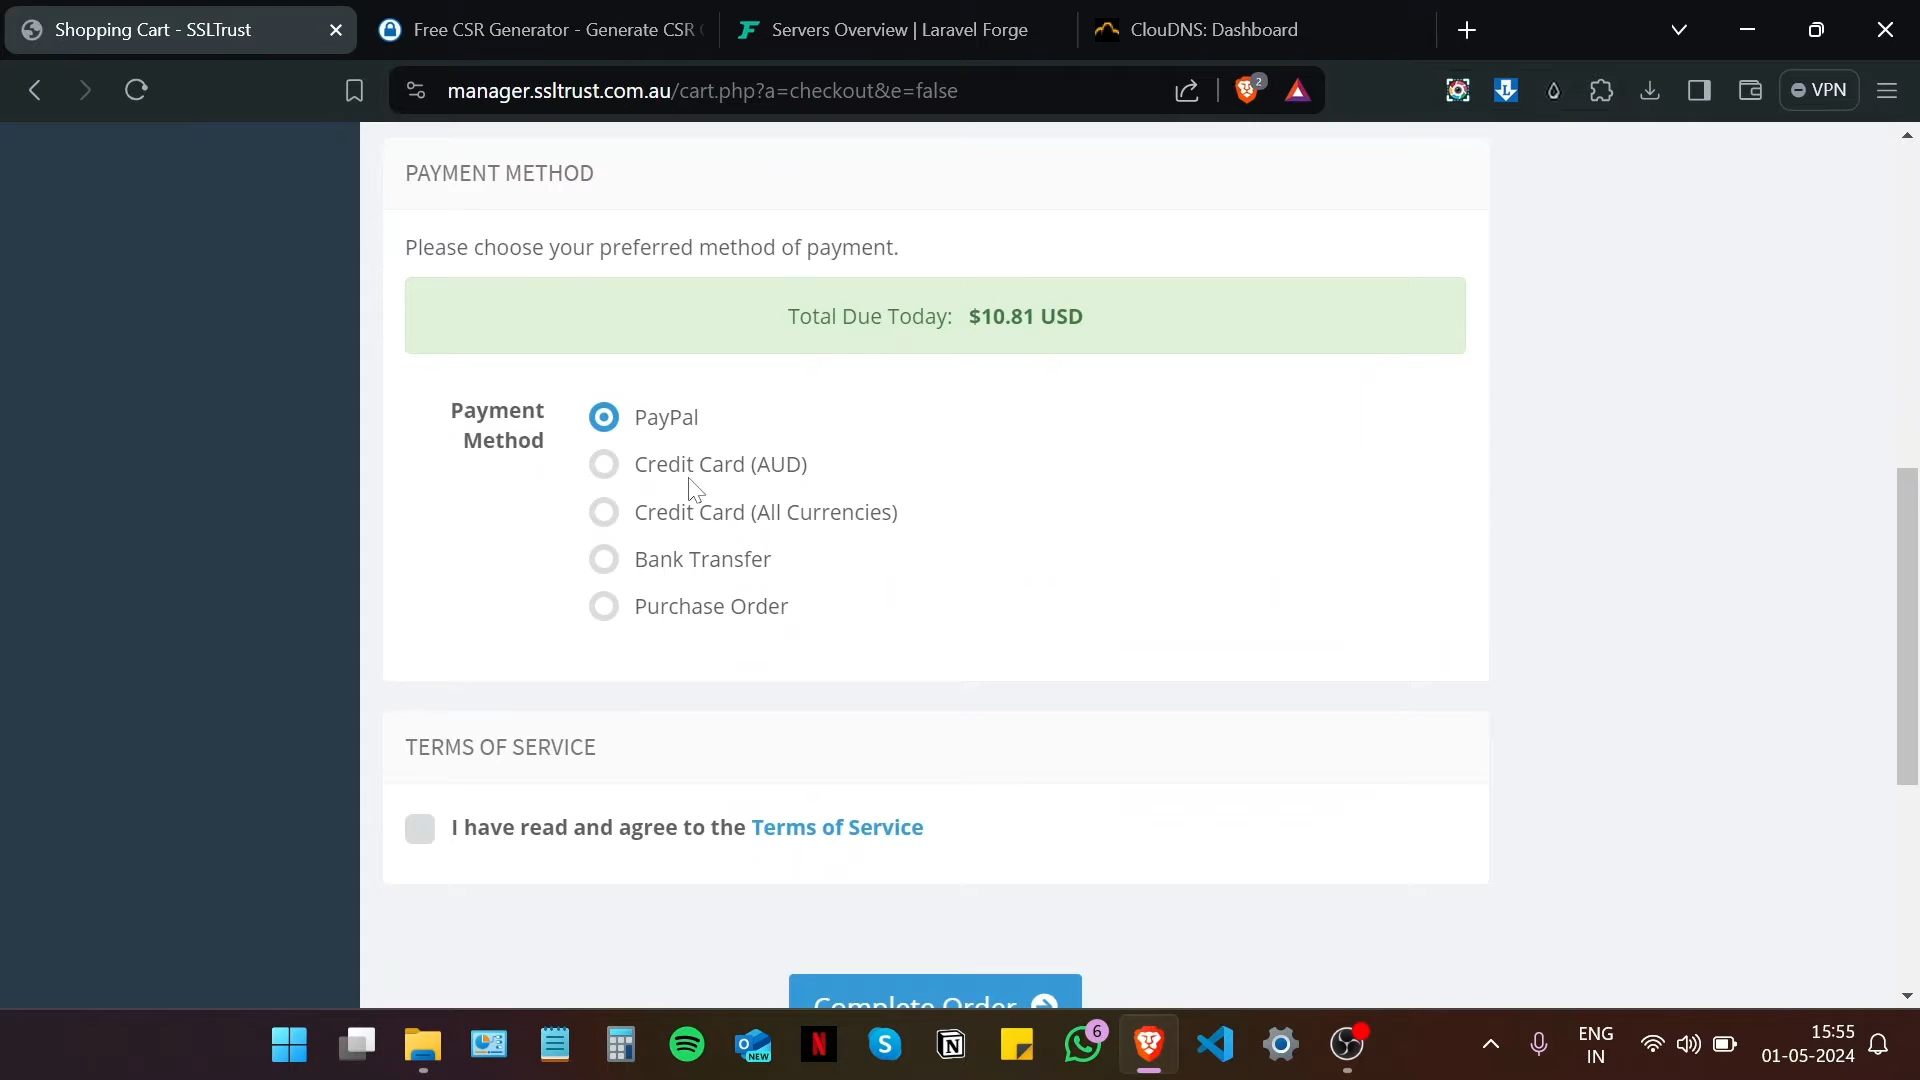 Shopping Cart - SSLTrust
Free CSR Generator - Generate CSR
Servers Overview | Laravel Forge
ClouDNS: Dashboard
manager.ssltrust.com.au/cart.php?a=checkout&e=false
2
VPN
PAYMENT METHOD
Please choose your preferred method of payment.
Total Due Today: $10.81 USD
Payment
Method
PayPal
Credit Card (AUD)
Credit Card (All Currencies)
Bank Transfer
Purchase Order
TERMS OF SERVICE
I have read and agree to the Terms of Service
Complete Order
NEW
6
ENG
IN
15:55
01-05-2024